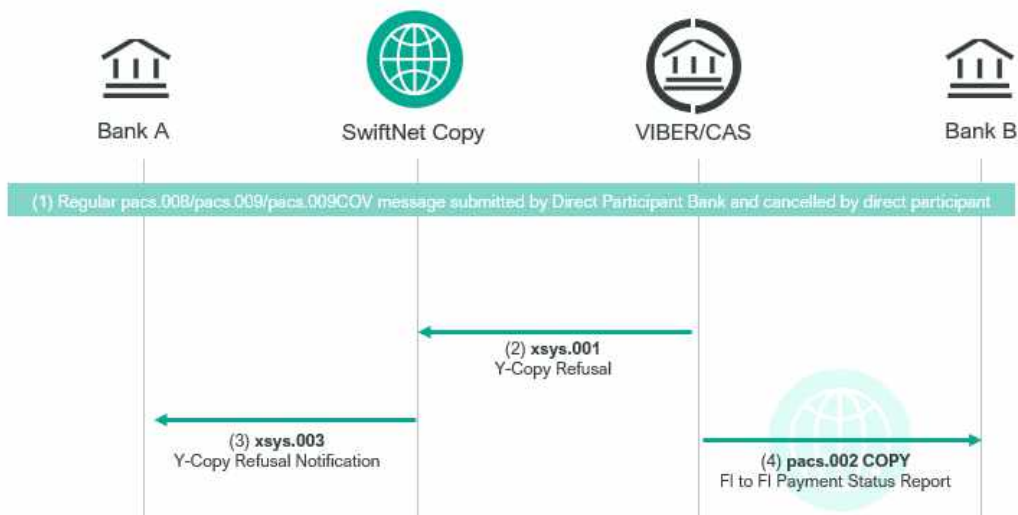 Bank A
SwiftNet Copy
VIBER/CAS
Bank B
(1) Regular pacs.008/pacs.009/pacs.009COV message submitted by Direct Participant Bank and cancelled by direct participant
(2) xsys.001
Y-Copy Refusal
(3) xsys.003
Y-Copy Refusal Notification
(4) pacs.002 COPY
FI to FI Payment Status Report